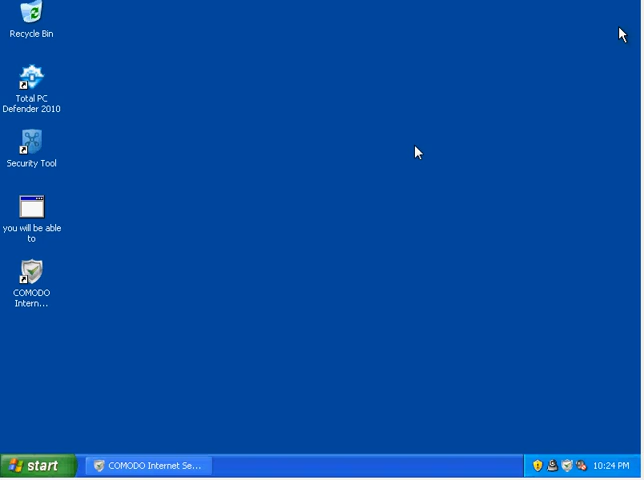 Recycle Bin
Total PC
Defender 2010
Security Tool
you will be able
to
COMODO
Intern...
start
COMODO Internet Se...
10:24 PM